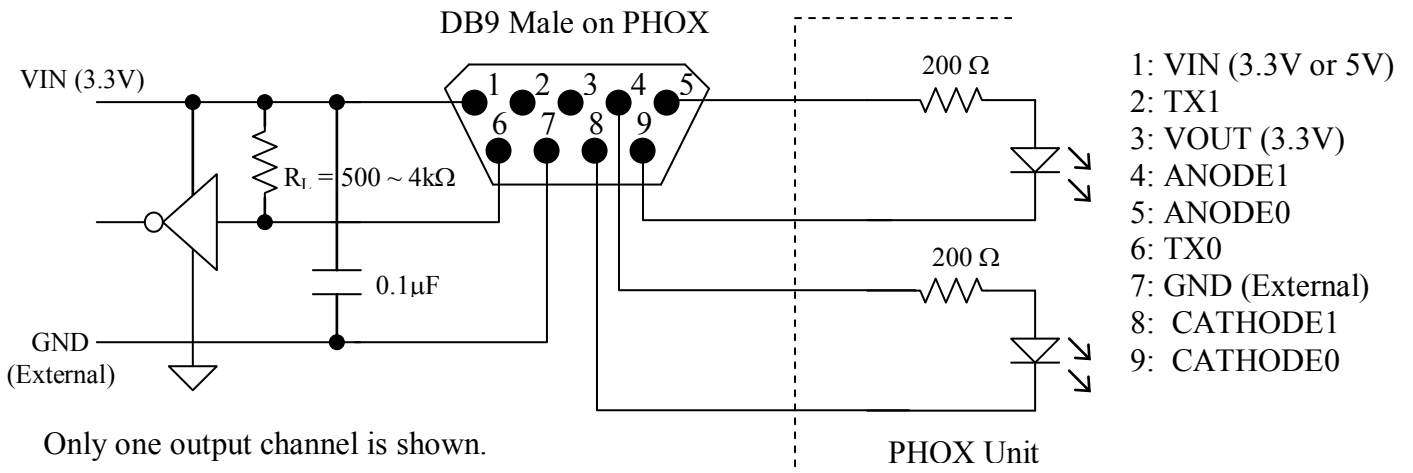 DB9 Male on PHOX
VIN (3.3V)
1 2 3 4 5
6 7 8 9
R_L = 500 ~ 4kΩ
0.1μF
GND
(External)
200 Ω
200 Ω
1: VIN (3.3V or 5V)
2: TX1
3: VOUT (3.3V)
4: ANODE1
5: ANODE0
6: TX0
7: GND (External)
8: CATHODE1
9: CATHODE0
Only one output channel is shown.
PHOX Unit